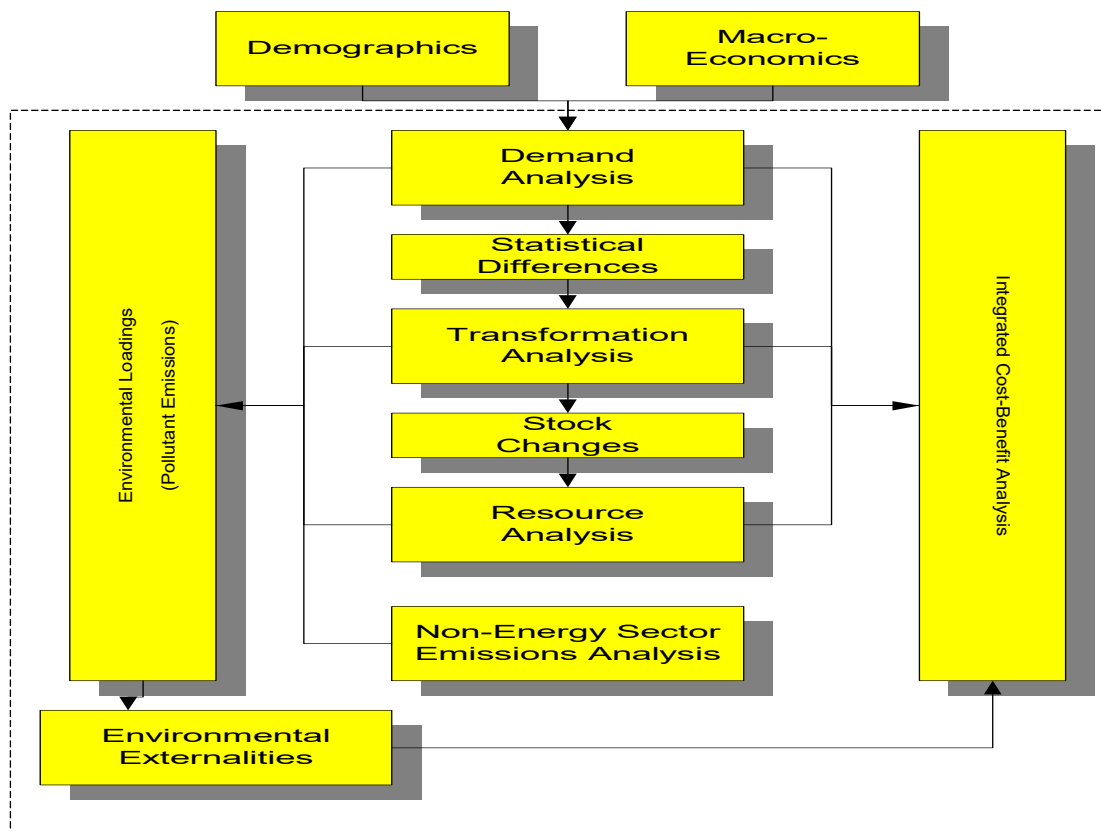 Demographics
Macro-
Economics
Demand
Analysis
Statistical
Differences
Transformation
Analysis
Stock
Changes
Resource
Analysis
Non-Energy Sector
Emissions Analysis
Environmental Loadings
(Pollutant Emissions)
Integrated Cost-Benefit Analysis
Environmental
Externalities